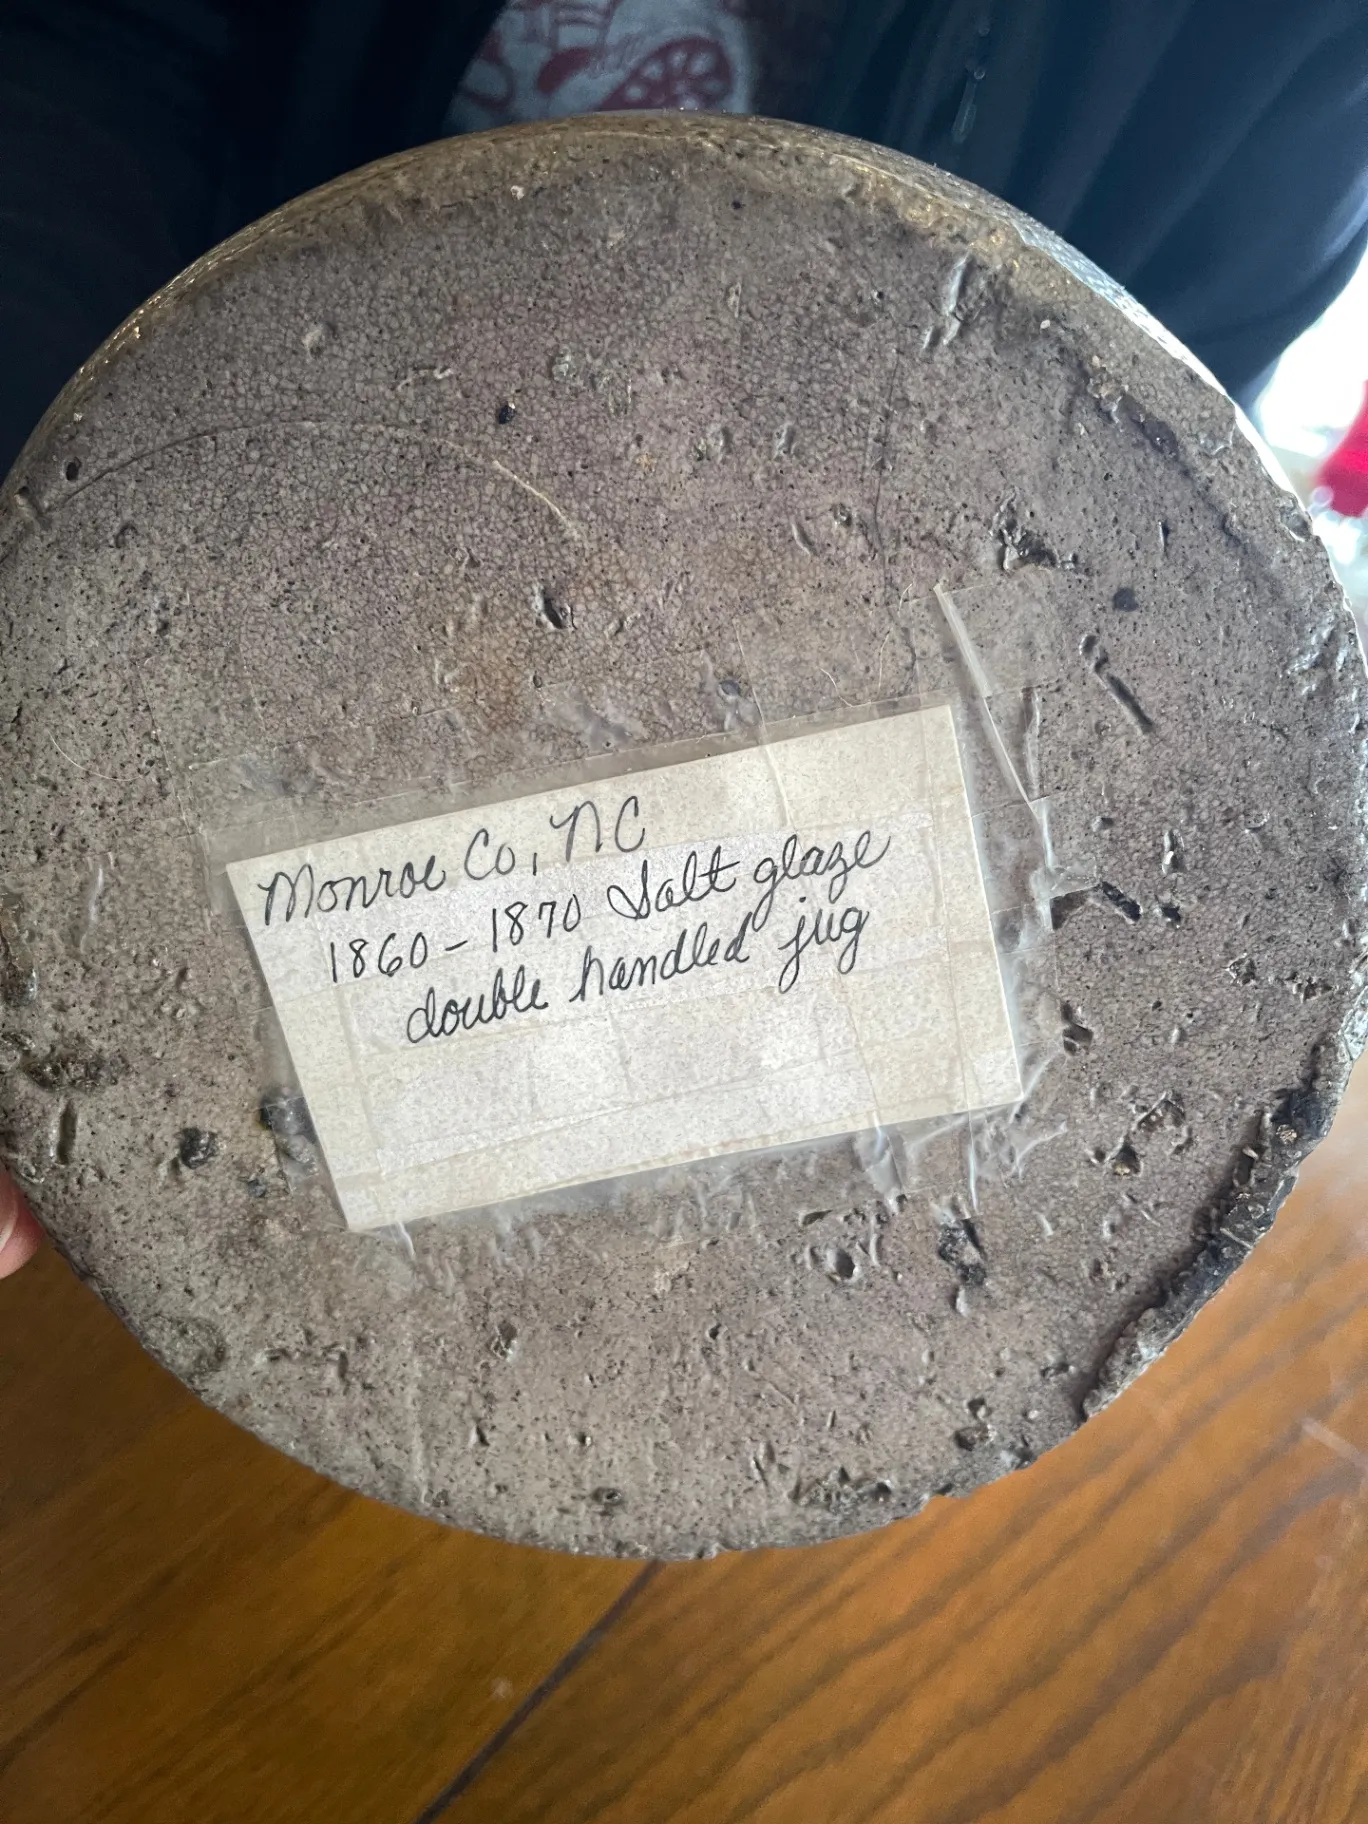 Monroe Co, NC
1860-1870 Salt glaze
double handled jug